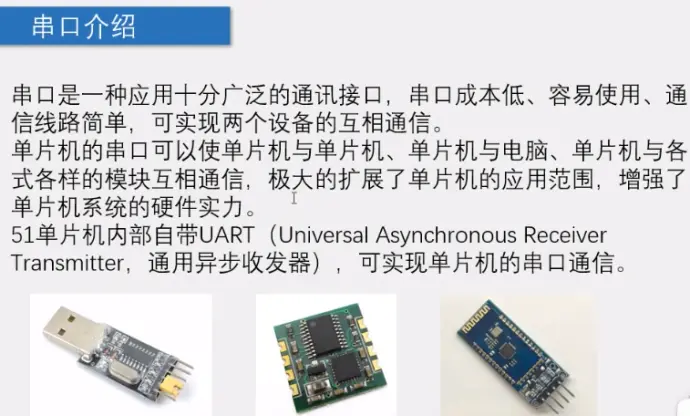 串口介绍
串口是一种应用十分广泛的通讯接口，串口成本低、容易使用、通
信线路简单，可实现两个设备的互相通信。
单片机的串口可以使单片机与单片机、单片机与电脑、单片机与各
式各样的模块互相通信，极大的扩展了单片机的应用范围，增强了
单片机系统的硬件实力。
51单片机内部自带UART（Universal Asynchronous Receiver
Transmitter，通用异步收发器），可实现单片机的串口通信。